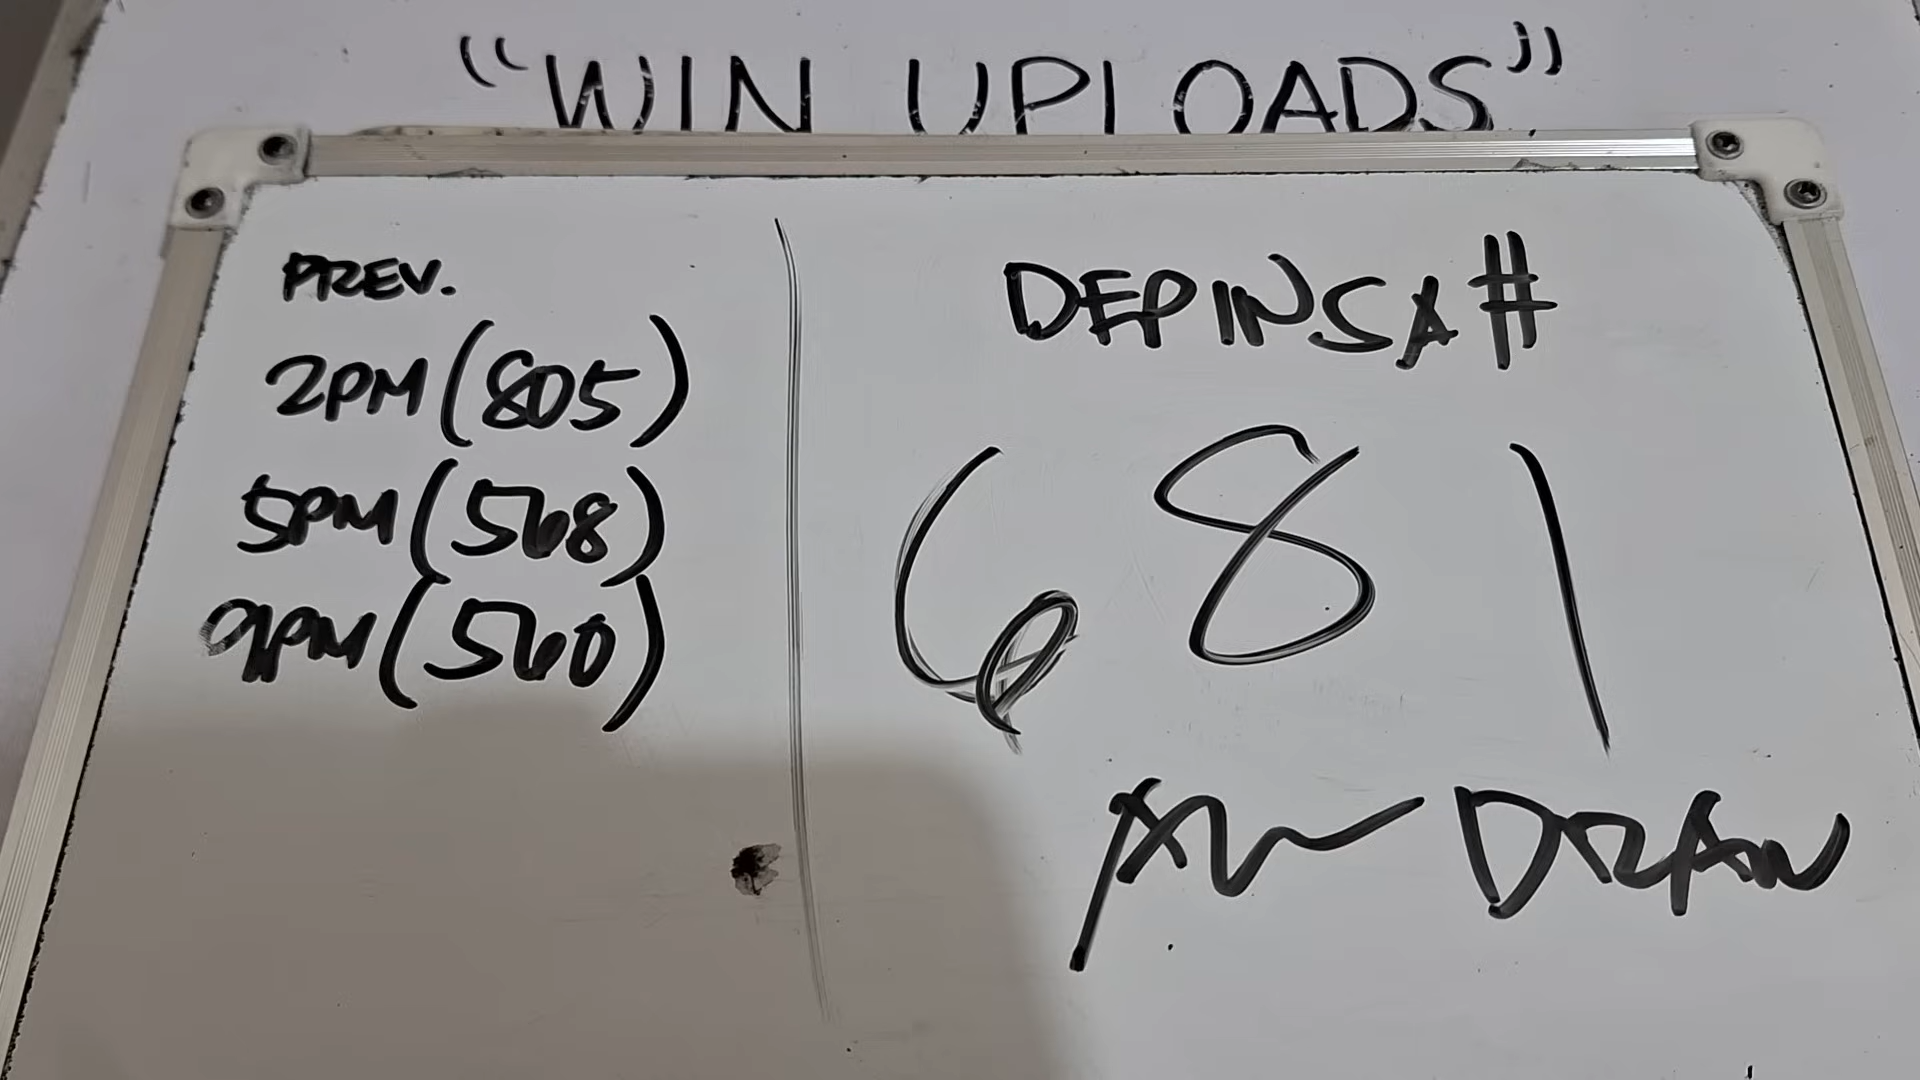 "WIN UPLOADS"
PREV.
2PM (805)
5PM (568)
9PM (560)
DEPINSA #
681
DRAW